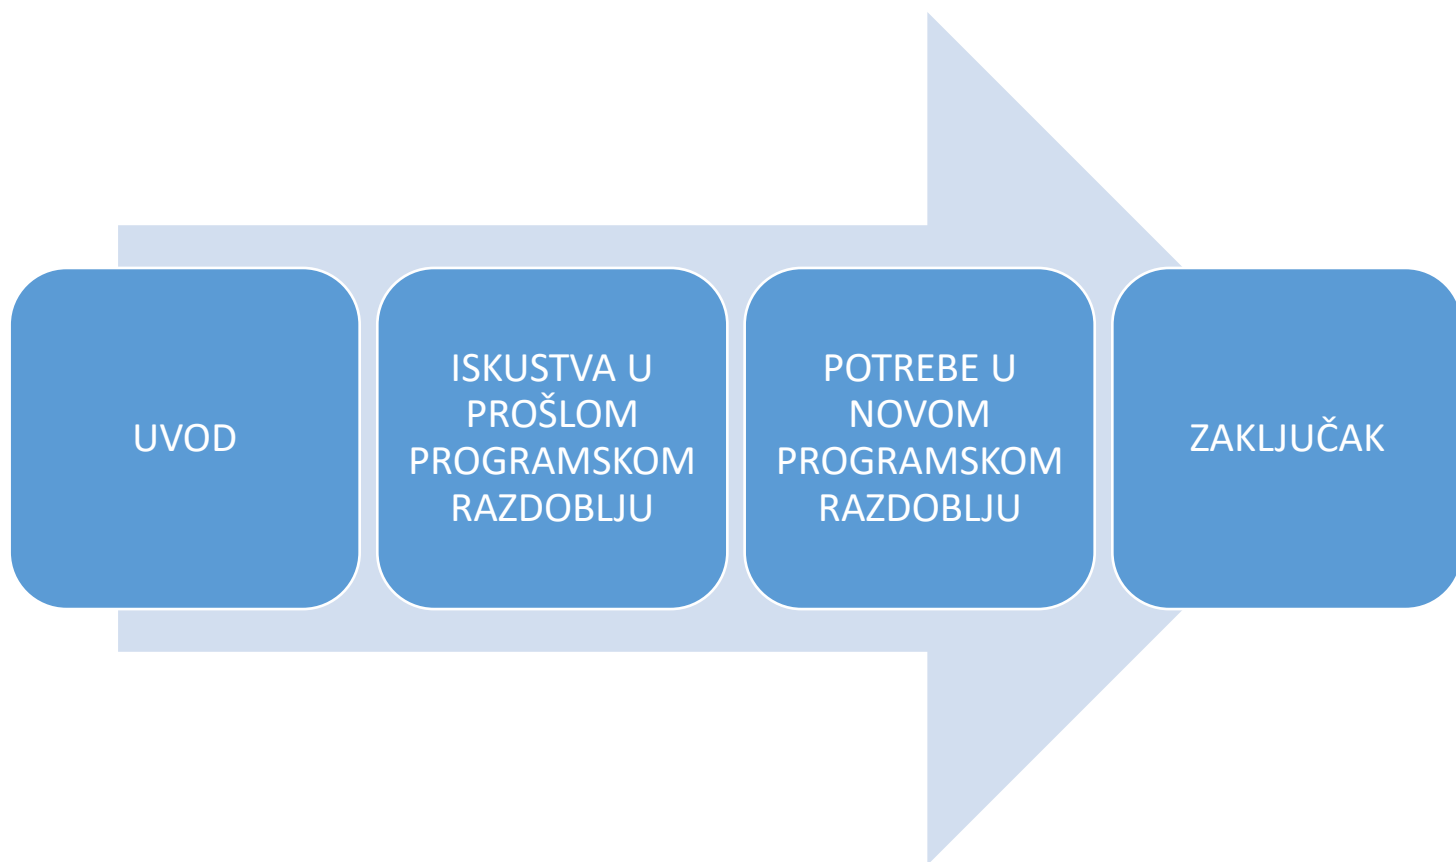 UVOD
ISKUSTVA U
PROŠLOM
PROGRAMSKOM
RAZDOBLJU
POTREBE U
NOVOM
PROGRAMSKOM
RAZDOBLJU
ZAKLJUČAK